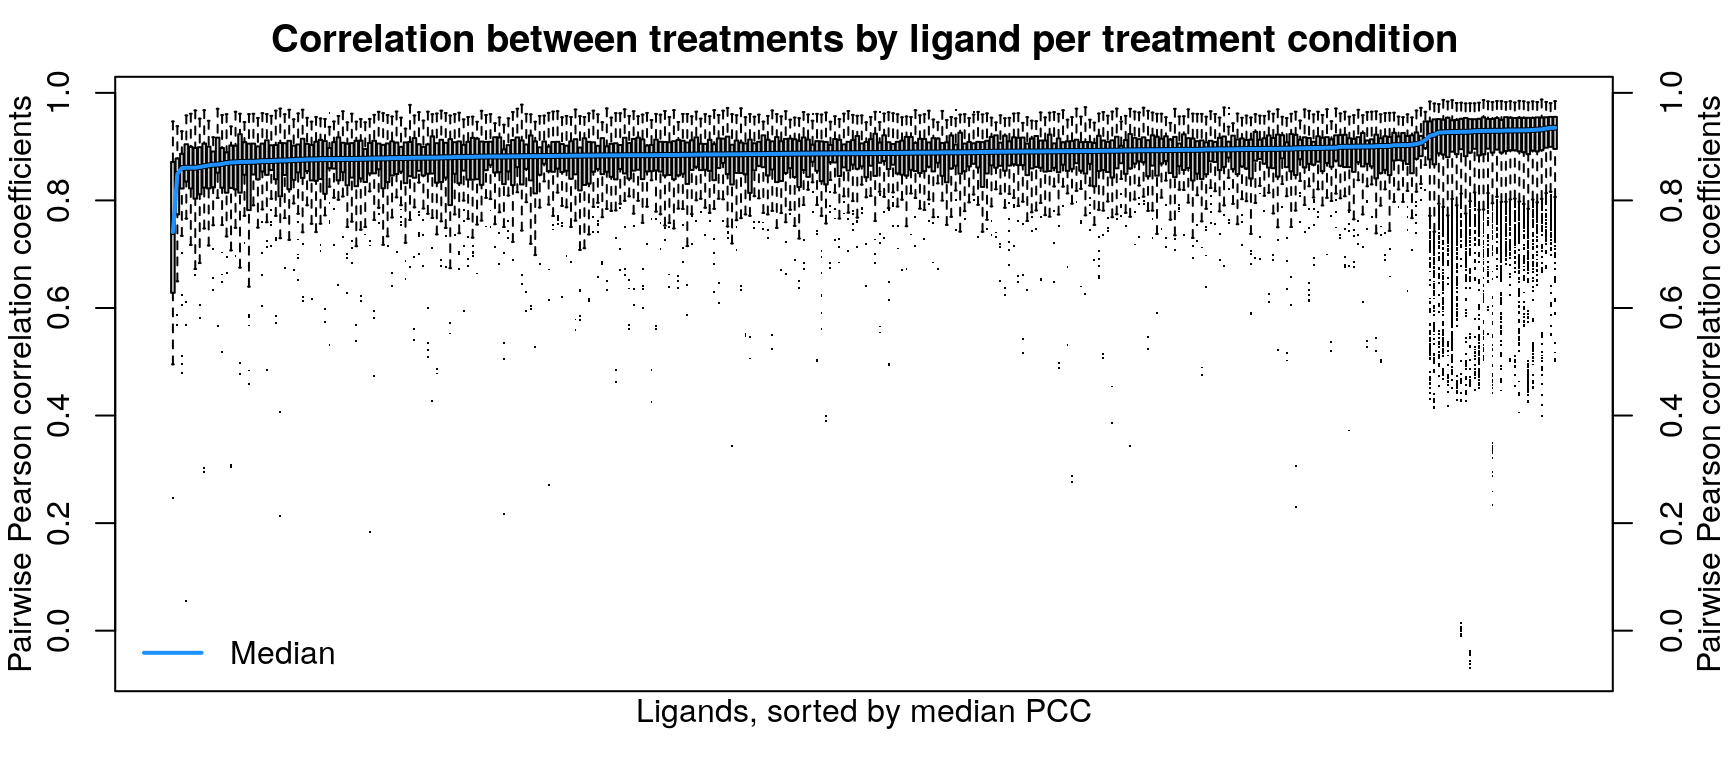 Correlation between treatments by ligand per treatment condition
Pairwise Pearson correlation coefficients
1.0
0.8
0.6
0.4
0.2
0.0
Median
1.0
0.8
0.6
0.4
0.2
0.0
Pairwise Pearson correlation coefficients
Ligands, sorted by median PCC